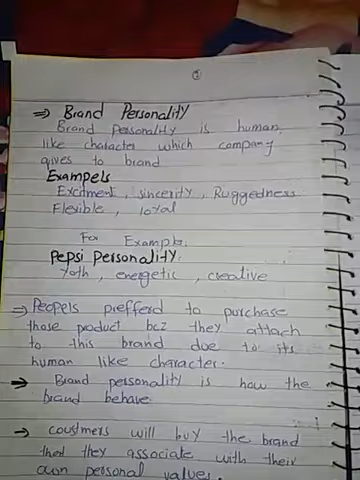 ①
⇒ Brand Personality
Brand personality is human
like character which company
gives to brand
Exampels
Excitment, sincerity, Ruggedness
Flexible, loyal
For Example.
Pepsi Personality.
Yoth, energetic, creative
⇒ Peopels prefferd to purchase
those product bcz they attach
to this brand due to its
human like character.
→ Brand personality is how the
brand behave
→ coustmers will buy the brand
that they associate with their
own personal values.